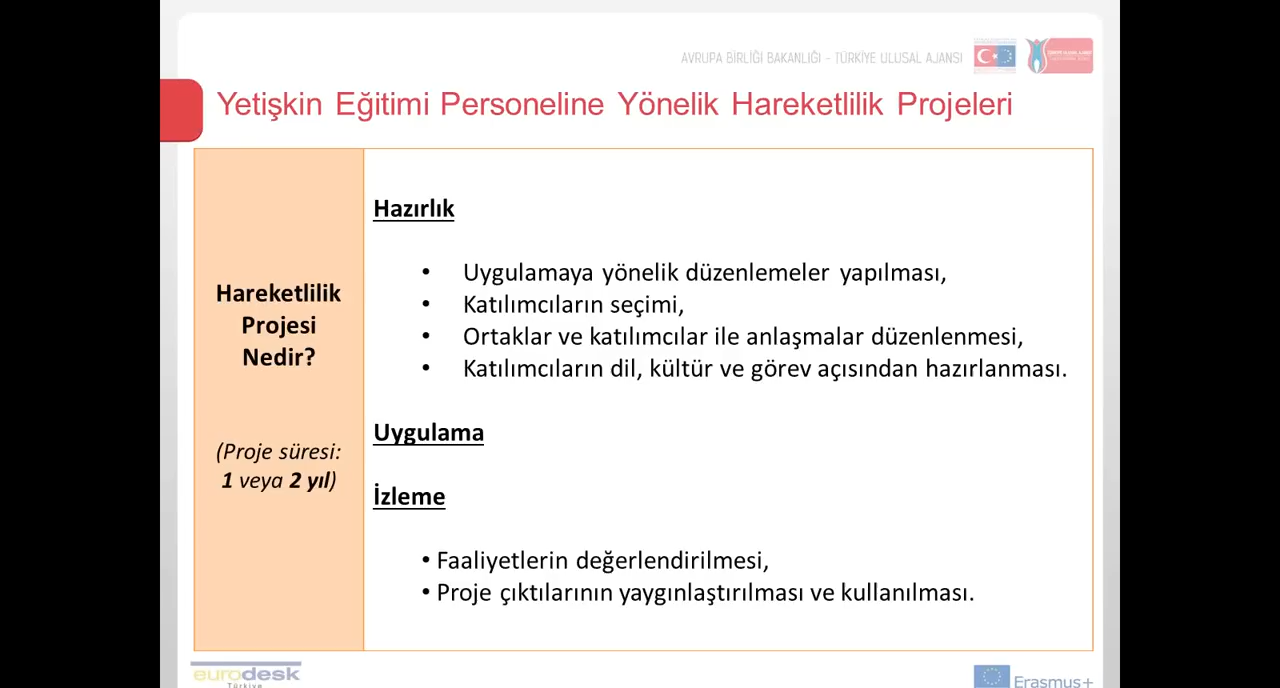 AVRUPA BİRLİĞİ BAKANLIĞI - TÜRKİYE ULUSAL AJANSI
Yetişkin Eğitimi Personeline Yönelik Hareketlilik Projeleri
Hareketlilik
Projesi
Nedir?
(Proje süresi:
1 veya 2 yıl)
Hazırlık
• Uygulamaya yönelik düzenlemeler yapılması,
• Katılımcıların seçimi,
• Ortaklar ve katılımcılar ile anlaşmalar düzenlenmesi,
• Katılımcıların dil, kültür ve görev açısından hazırlanması.
Uygulama
İzleme
• Faaliyetlerin değerlendirilmesi,
• Proje çıktılarının yaygınlaştırılması ve kullanılması.
eurodesk
Türkiye
Erasmus+